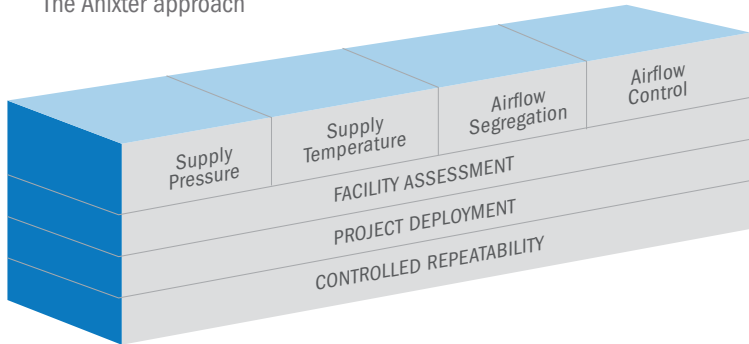 The Anixter approach
Supply
Pressure
Supply
Temperature
Airflow
Segregation
Airflow
Control
FACILITY ASSESSMENT
PROJECT DEPLOYMENT
CONTROLLED REPEATABILITY